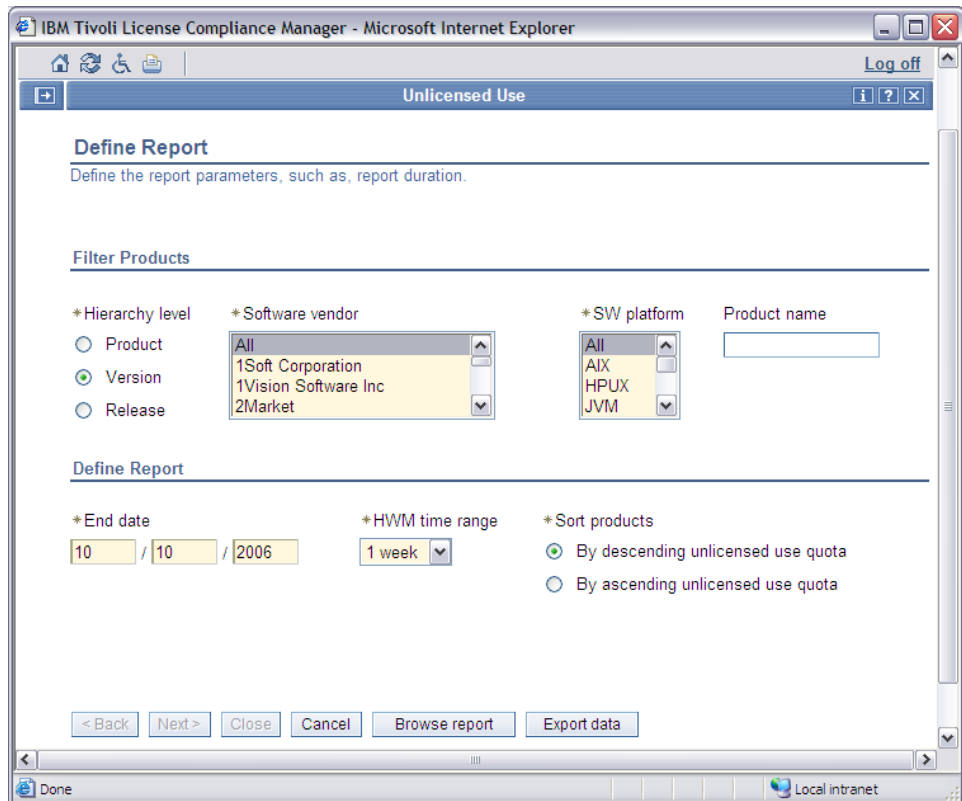 IBM Tivoli License Compliance Manager - Microsoft Internet Explorer
Log off
Unlicensed Use
Define Report
Define the report parameters, such as, report duration.
Filter Products
*Hierarchy level
*Software vendor
*SW platform
Product name
Product
Version
Release
All
1Soft Corporation
1Vision Software Inc
2Market
All
AIX
HPUX
JVM
Define Report
*End date
*HWM time range
*Sort products
10 / 10 / 2006
1 week
By descending unlicensed use quota
By ascending unlicensed use quota
< Back
Next >
Close
Cancel
Browse report
Export data
Done
Local intranet